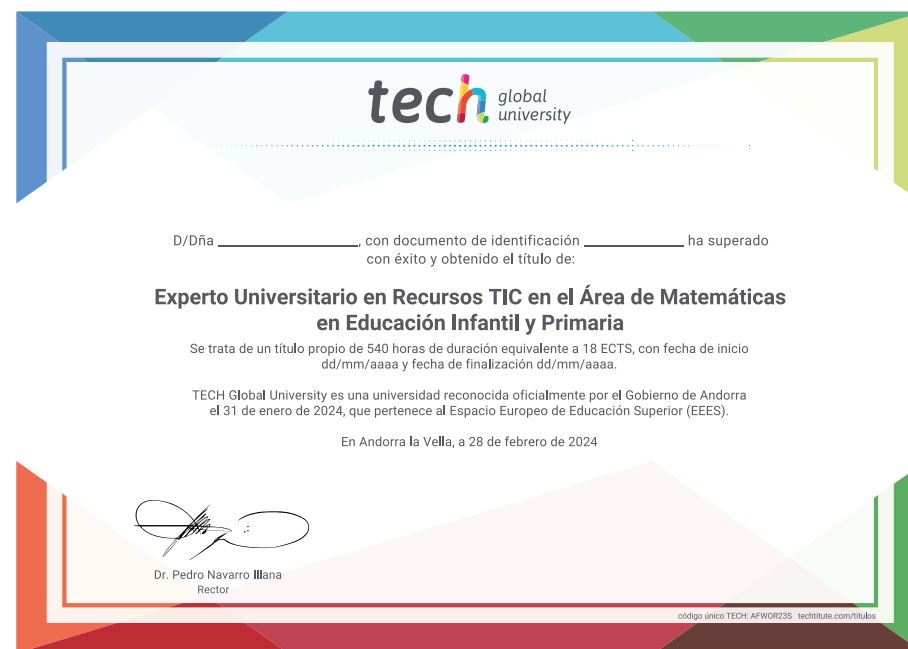 tech global
university
D/Dña ____________________, con documento de identificación ______________ ha superado
con éxito y obtenido el título de:
Experto Universitario en Recursos TIC en el Área de Matemáticas
en Educación Infantil y Primaria
Se trata de un título propio de 540 horas de duración equivalente a 18 ECTS, con fecha de inicio
dd/mm/aaaa y fecha de finalización dd/mm/aaaa.
TECH Global University es una universidad reconocida oficialmente por el Gobierno de Andorra
el 31 de enero de 2024, que pertenece al Espacio Europeo de Educación Superior (EEES).
En Andorra la Vella, a 28 de febrero de 2024
Dr. Pedro Navarro Illana
Rector
código único TECH: AFWOR23S techtitute.com/titulos